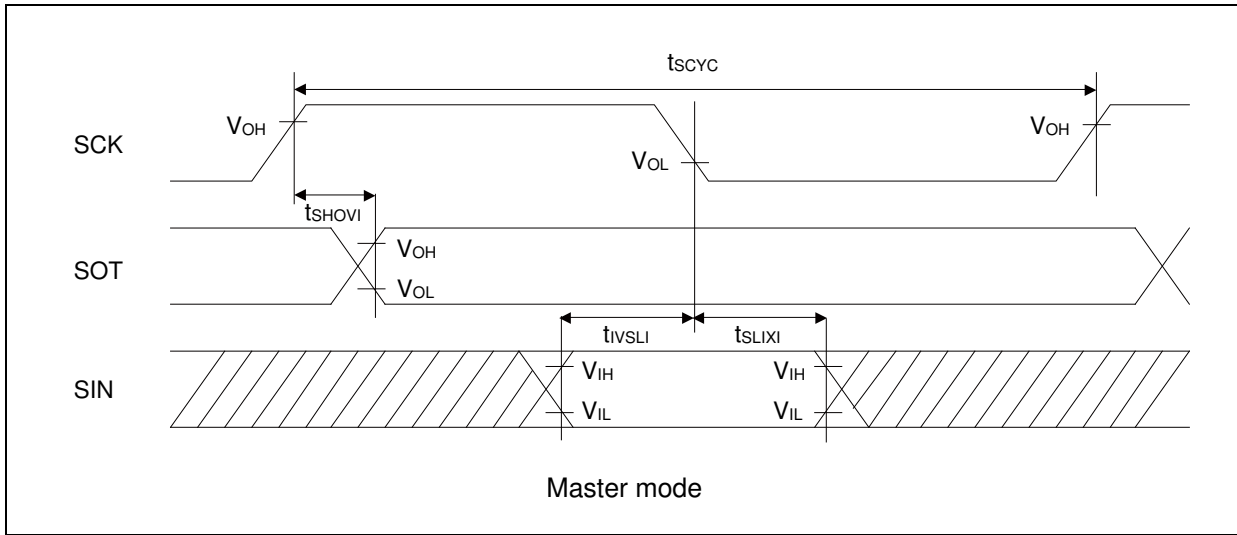 tSCYC
SCK
VOH
VOL
VOH
tSHOVI
SOT
VOH
VOL
tIVSLI
tSLIXI
SIN
VIH
VIH
VIL
VIL
Master mode